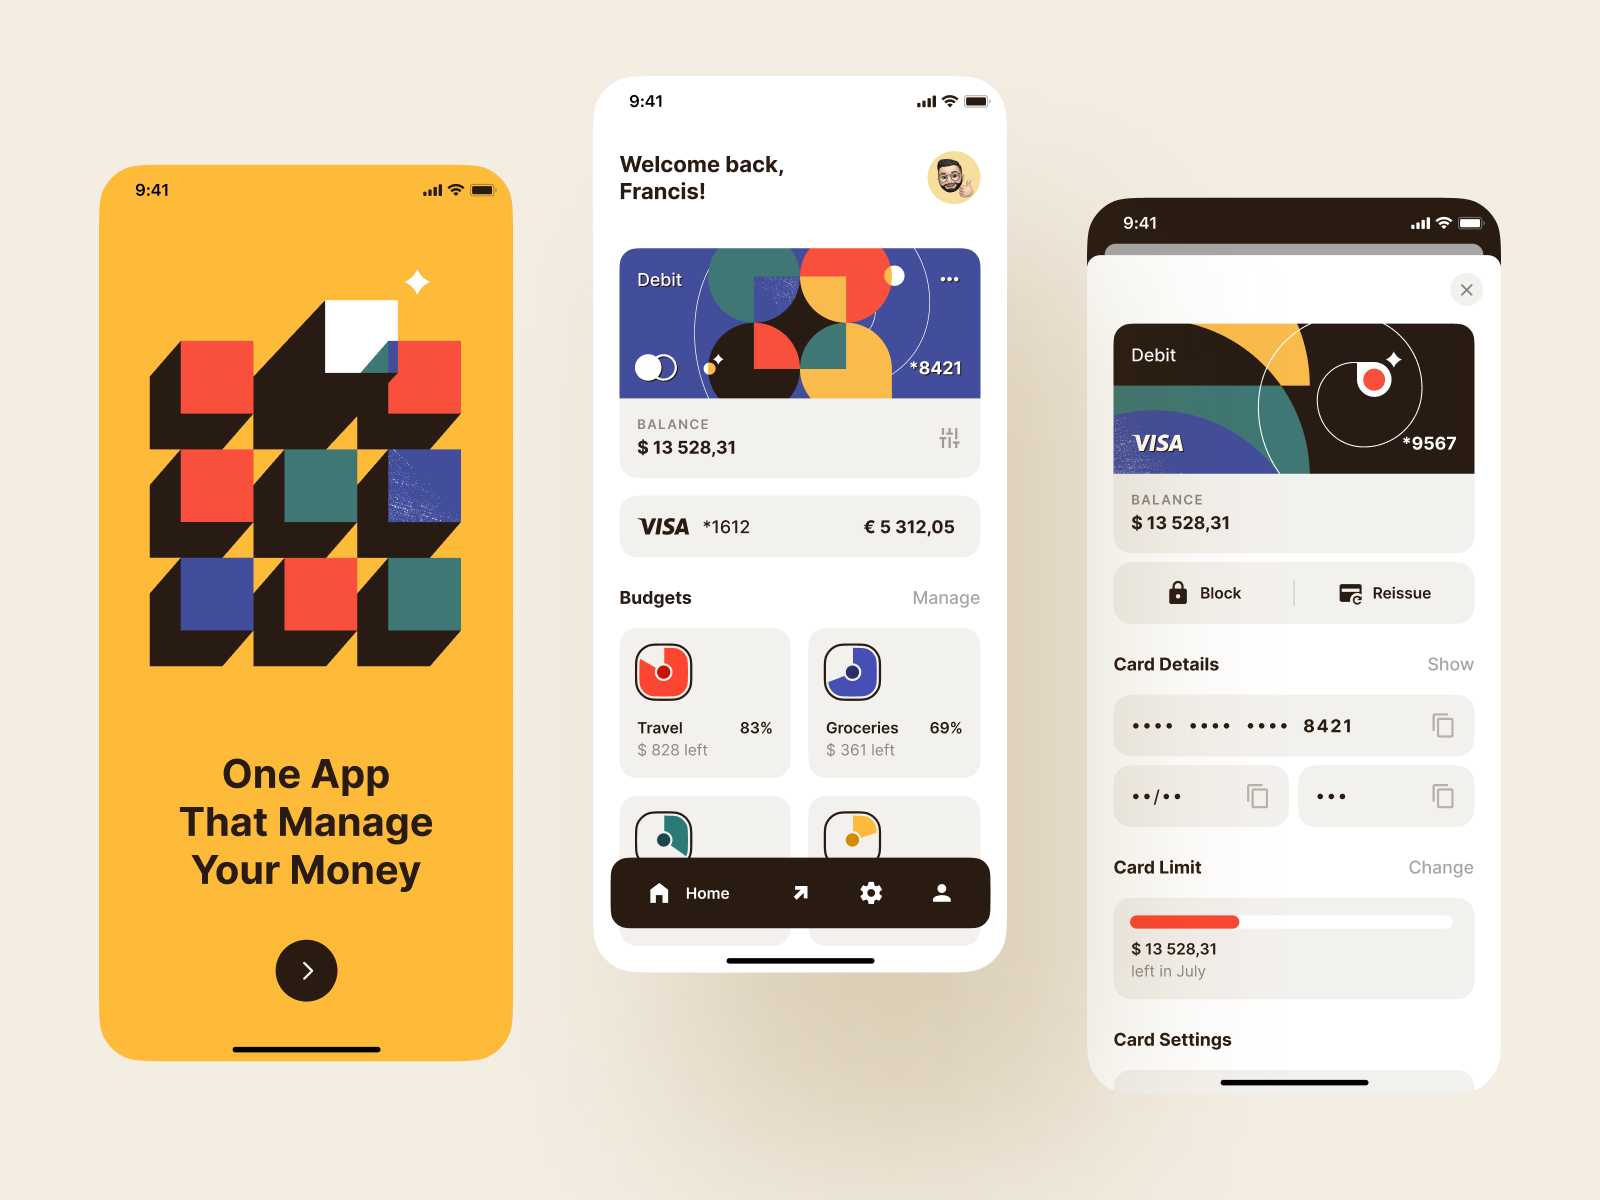 9:41
One App
That Manage
Your Money
9:41
Welcome back,
Francis!
Debit
*8421
BALANCE
$ 13 528,31
VISA *1612 € 5 312,05
Budgets Manage
Travel 83%
$ 828 left
Groceries 69%
$ 361 left
Home
9:41
Debit
VISA *9567
BALANCE
$ 13 528,31
Block Reissue
Card Details Show
•••• •••• •••• 8421
••/•• •••
Card Limit Change
$ 13 528,31
left in July
Card Settings